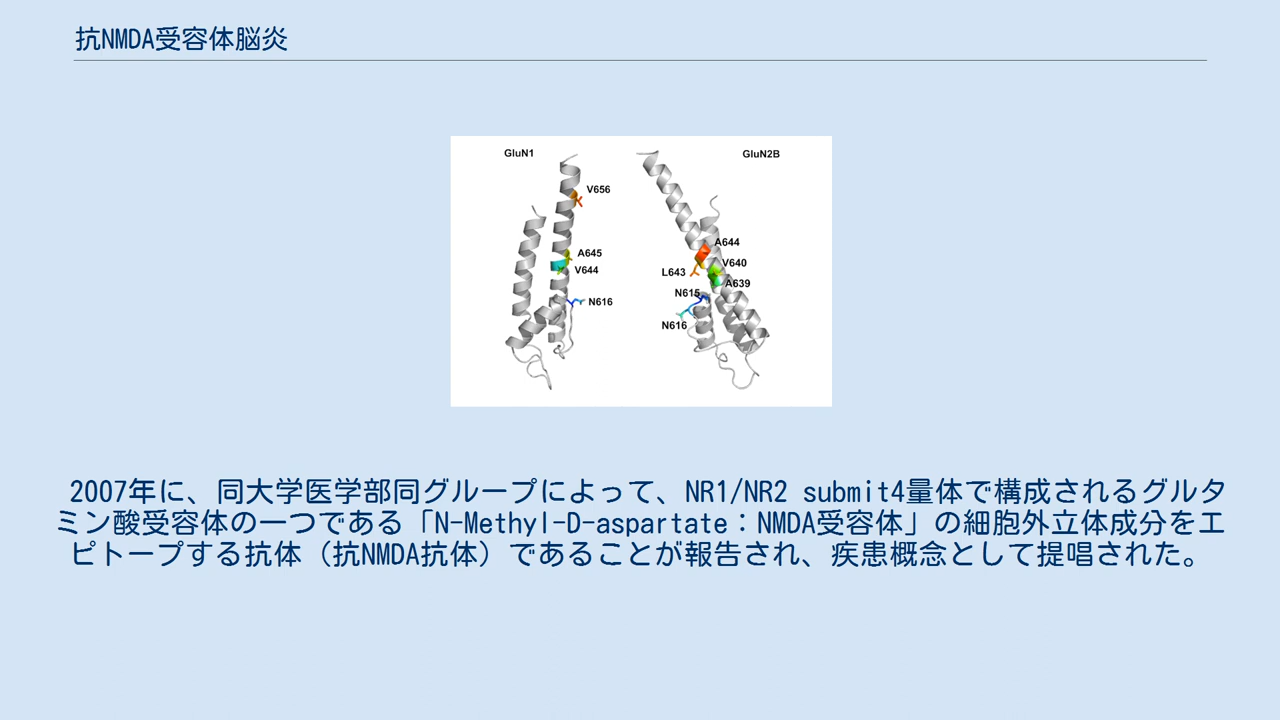 抗NMDA受容体脳炎
GluN1
GluN2B
V656
A645
V644
N616
A644
V640
L643
A639
N615
N616
2007年に、同大学医学部同グループによって、NR1/NR2 submit4量体で構成されるグルタ
ミン酸受容体の一つである「N-Methyl-D-aspartate：NMDA受容体」の細胞外立体成分をエ
ピトープする抗体（抗NMDA抗体）であることが報告され、疾患概念として提唱された。